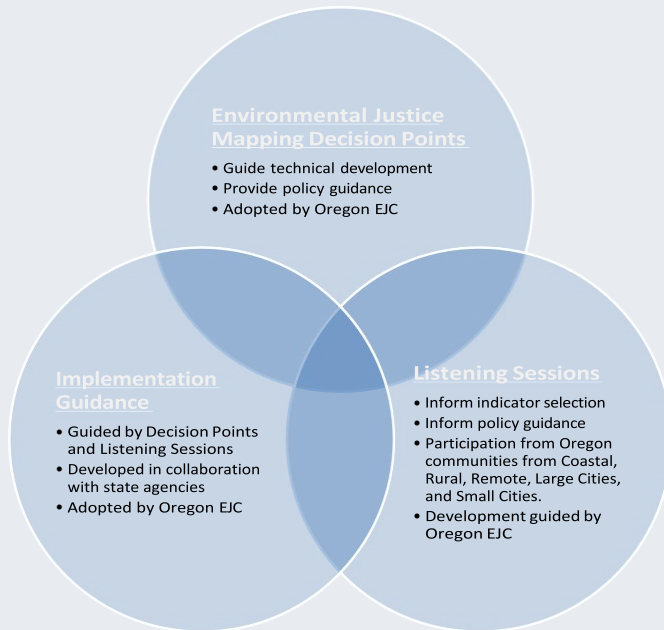 Environmental Justice
Mapping Decision Points
• Guide technical development
• Provide policy guidance
• Adopted by Oregon EJC
Implementation
Guidance
• Guided by Decision Points
and Listening Sessions
• Developed in collaboration
with state agencies
• Adopted by Oregon EJC
Listening Sessions
• Inform indicator selection
• Inform policy guidance
• Participation from Oregon
communities from Coastal,
Rural, Remote, Large Cities,
and Small Cities.
• Development guided by
Oregon EJC